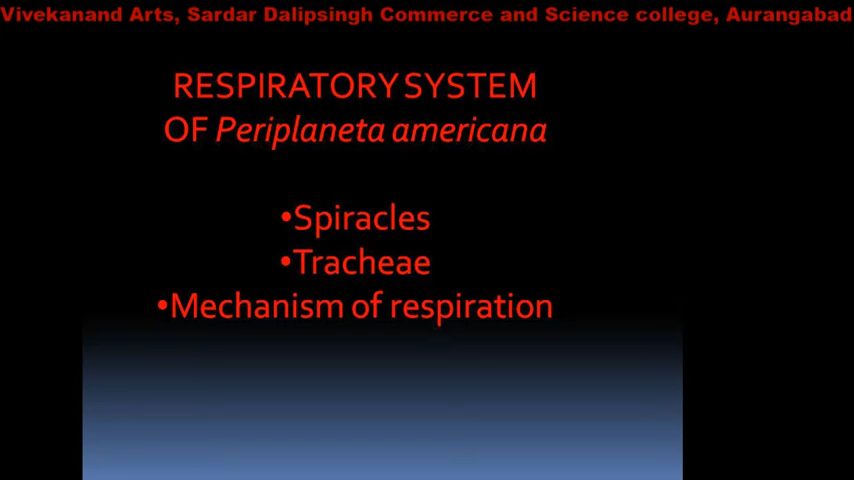 Vivekanand Arts, Sardar Dalipsingh Commerce and Science college, Aurangabad
RESPIRATORY SYSTEM
OF Periplaneta americana
•Spiracles
•Tracheae
•Mechanism of respiration